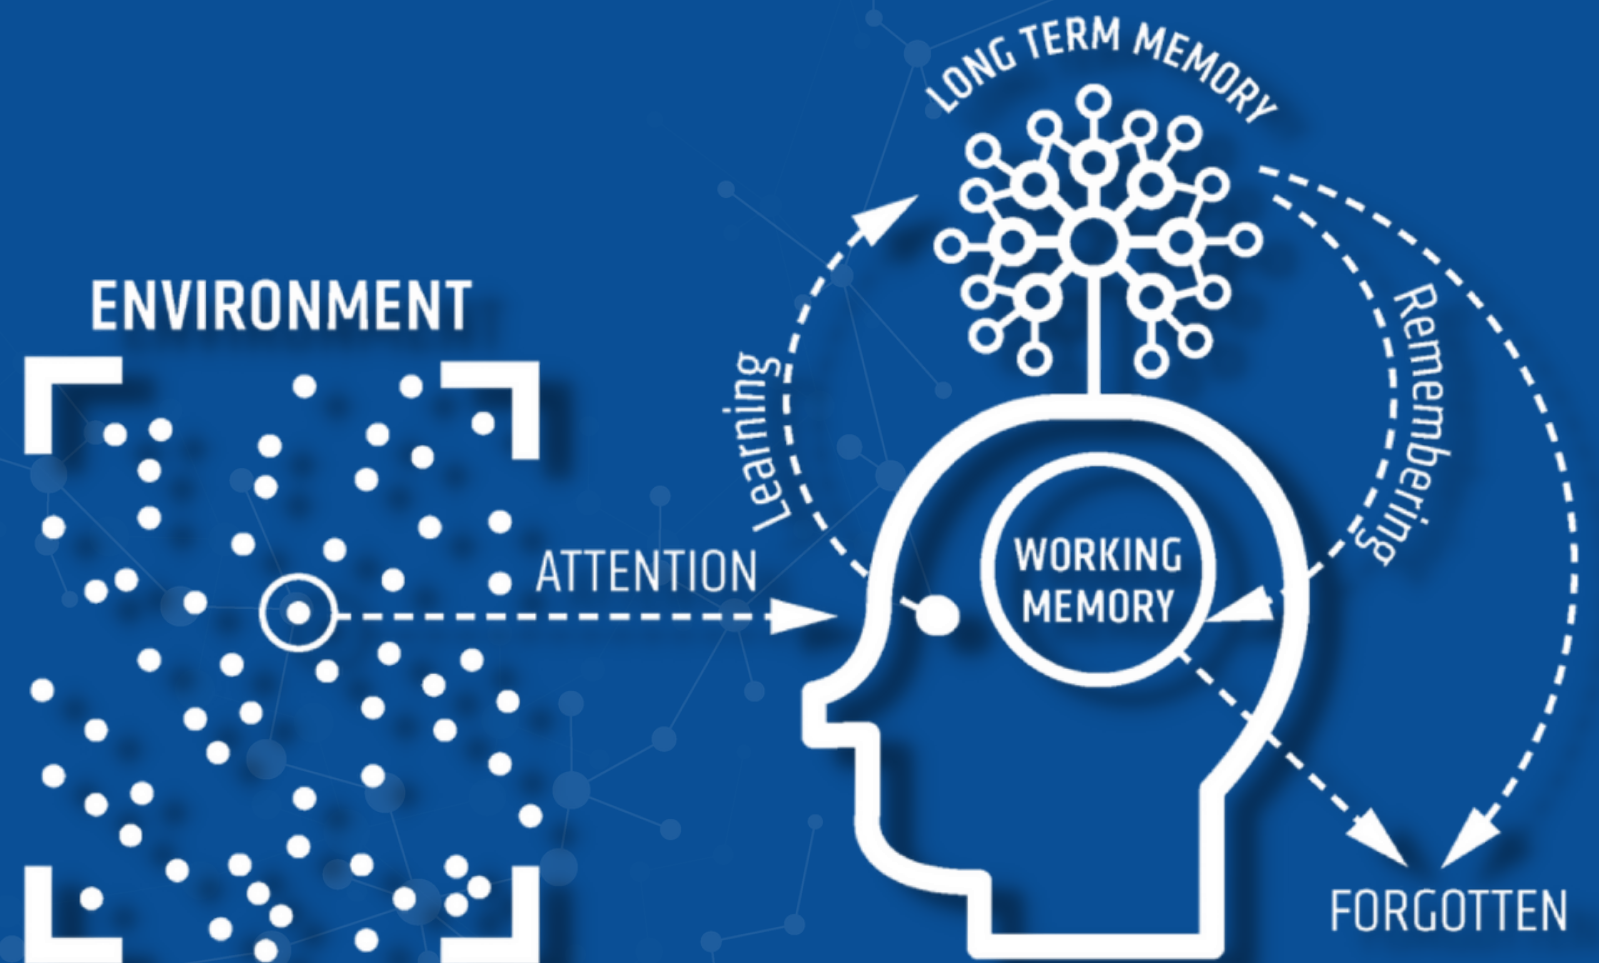 LONG TERM MEMORY
ENVIRONMENT
Learning
Remembering
ATTENTION
WORKING
MEMORY
FORGOTTEN